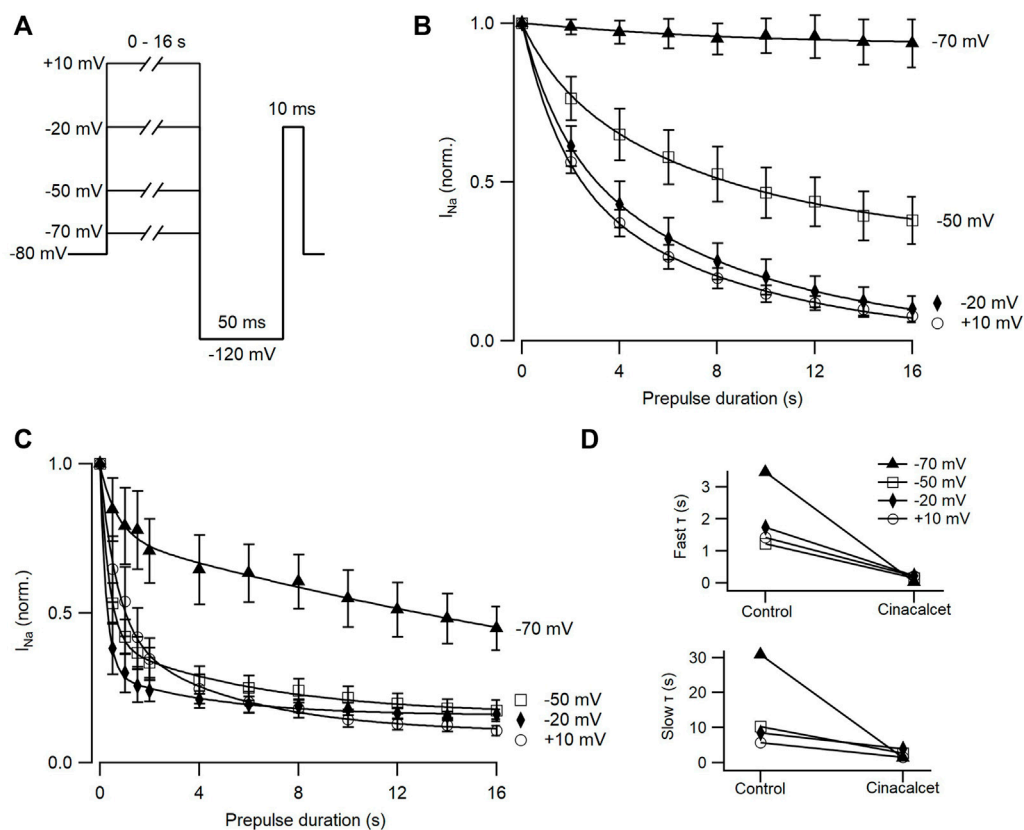 A
0 - 16 s
+10 mV
10 ms
-20 mV
-50 mV
-70 mV
-80 mV
50 ms
-120 mV
B
1.0
0.5
0.0
I Na (norm.)
-70 mV
-50 mV
-20 mV
+10 mV
0 4 8 12 16
Prepulse duration (s)
C
1.0
0.5
0.0
I Na (norm.)
-70 mV
-50 mV
-20 mV
+10 mV
0 4 8 12 16
Prepulse duration (s)
D
-70 mV
-50 mV
-20 mV
+10 mV
3
2
1
0
Fast τ (s)
Control Cinacalcet
30
20
10
0
Slow τ (s)
Control Cinacalcet